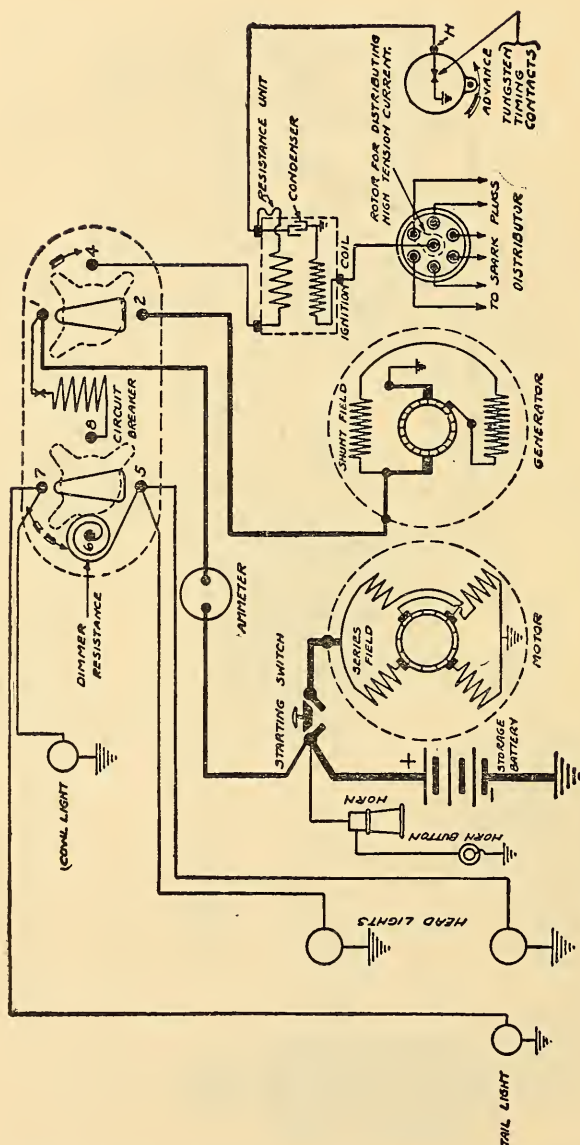 TAIL LIGHT
HEAD LIGHTS
COWL LIGHT
DIMMER
RESISTANCE
7
6
5
8
CIRCUIT
BREAKER
1
2
4
AMMETER
HORN
HORN BUTTON
STARTING SWITCH
+
-
STORAGE
BATTERY
SERIES
FIELD
MOTOR
SHUNT FIELD
GENERATOR
RESISTANCE UNIT
CONDENSER
IGNITION COIL
ROTOR FOR DISTRIBUTING
HIGH TENSION CURRENT.
TO SPARK PLUGS
DISTRIBUTOR
H
ADVANCE
TUNGSTEN
TIMING
CONTACTS